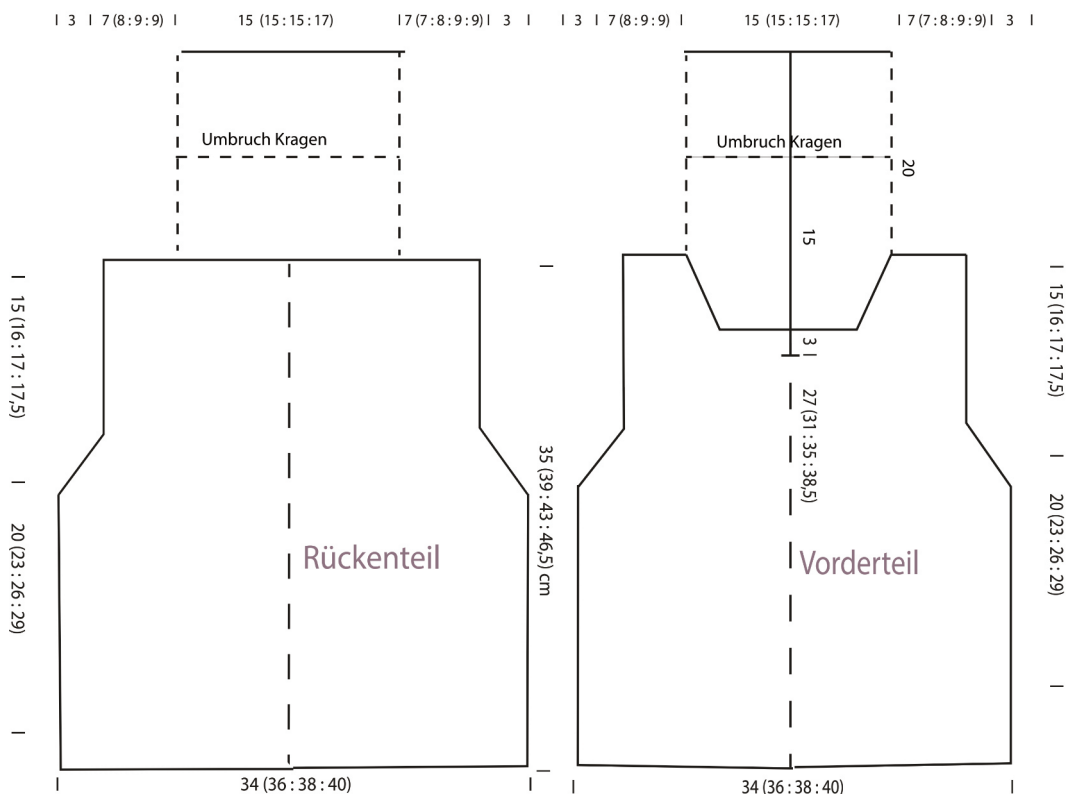 I 3 I 7 (8:9:9) I 15 (15:15:17) I 7 (7:8:9:9) I 3 I
I 3 I 7 (8:9:9) I 15 (15:15:17) I 7 (7:8:9:9) I 3 I
Umbruch Kragen
Umbruch Kragen
20
15
I 15 (16:17:17,5) I 20 (23:26:29) I
3 I
27 (31:35:38,5)
I 35 (39:43:46,5) cm I
I 15 (16:17:17,5) I 20 (23:26:29) I
Rückenteil
Vorderteil
I 34 (36:38:40) I
I 34 (36:38:40) I